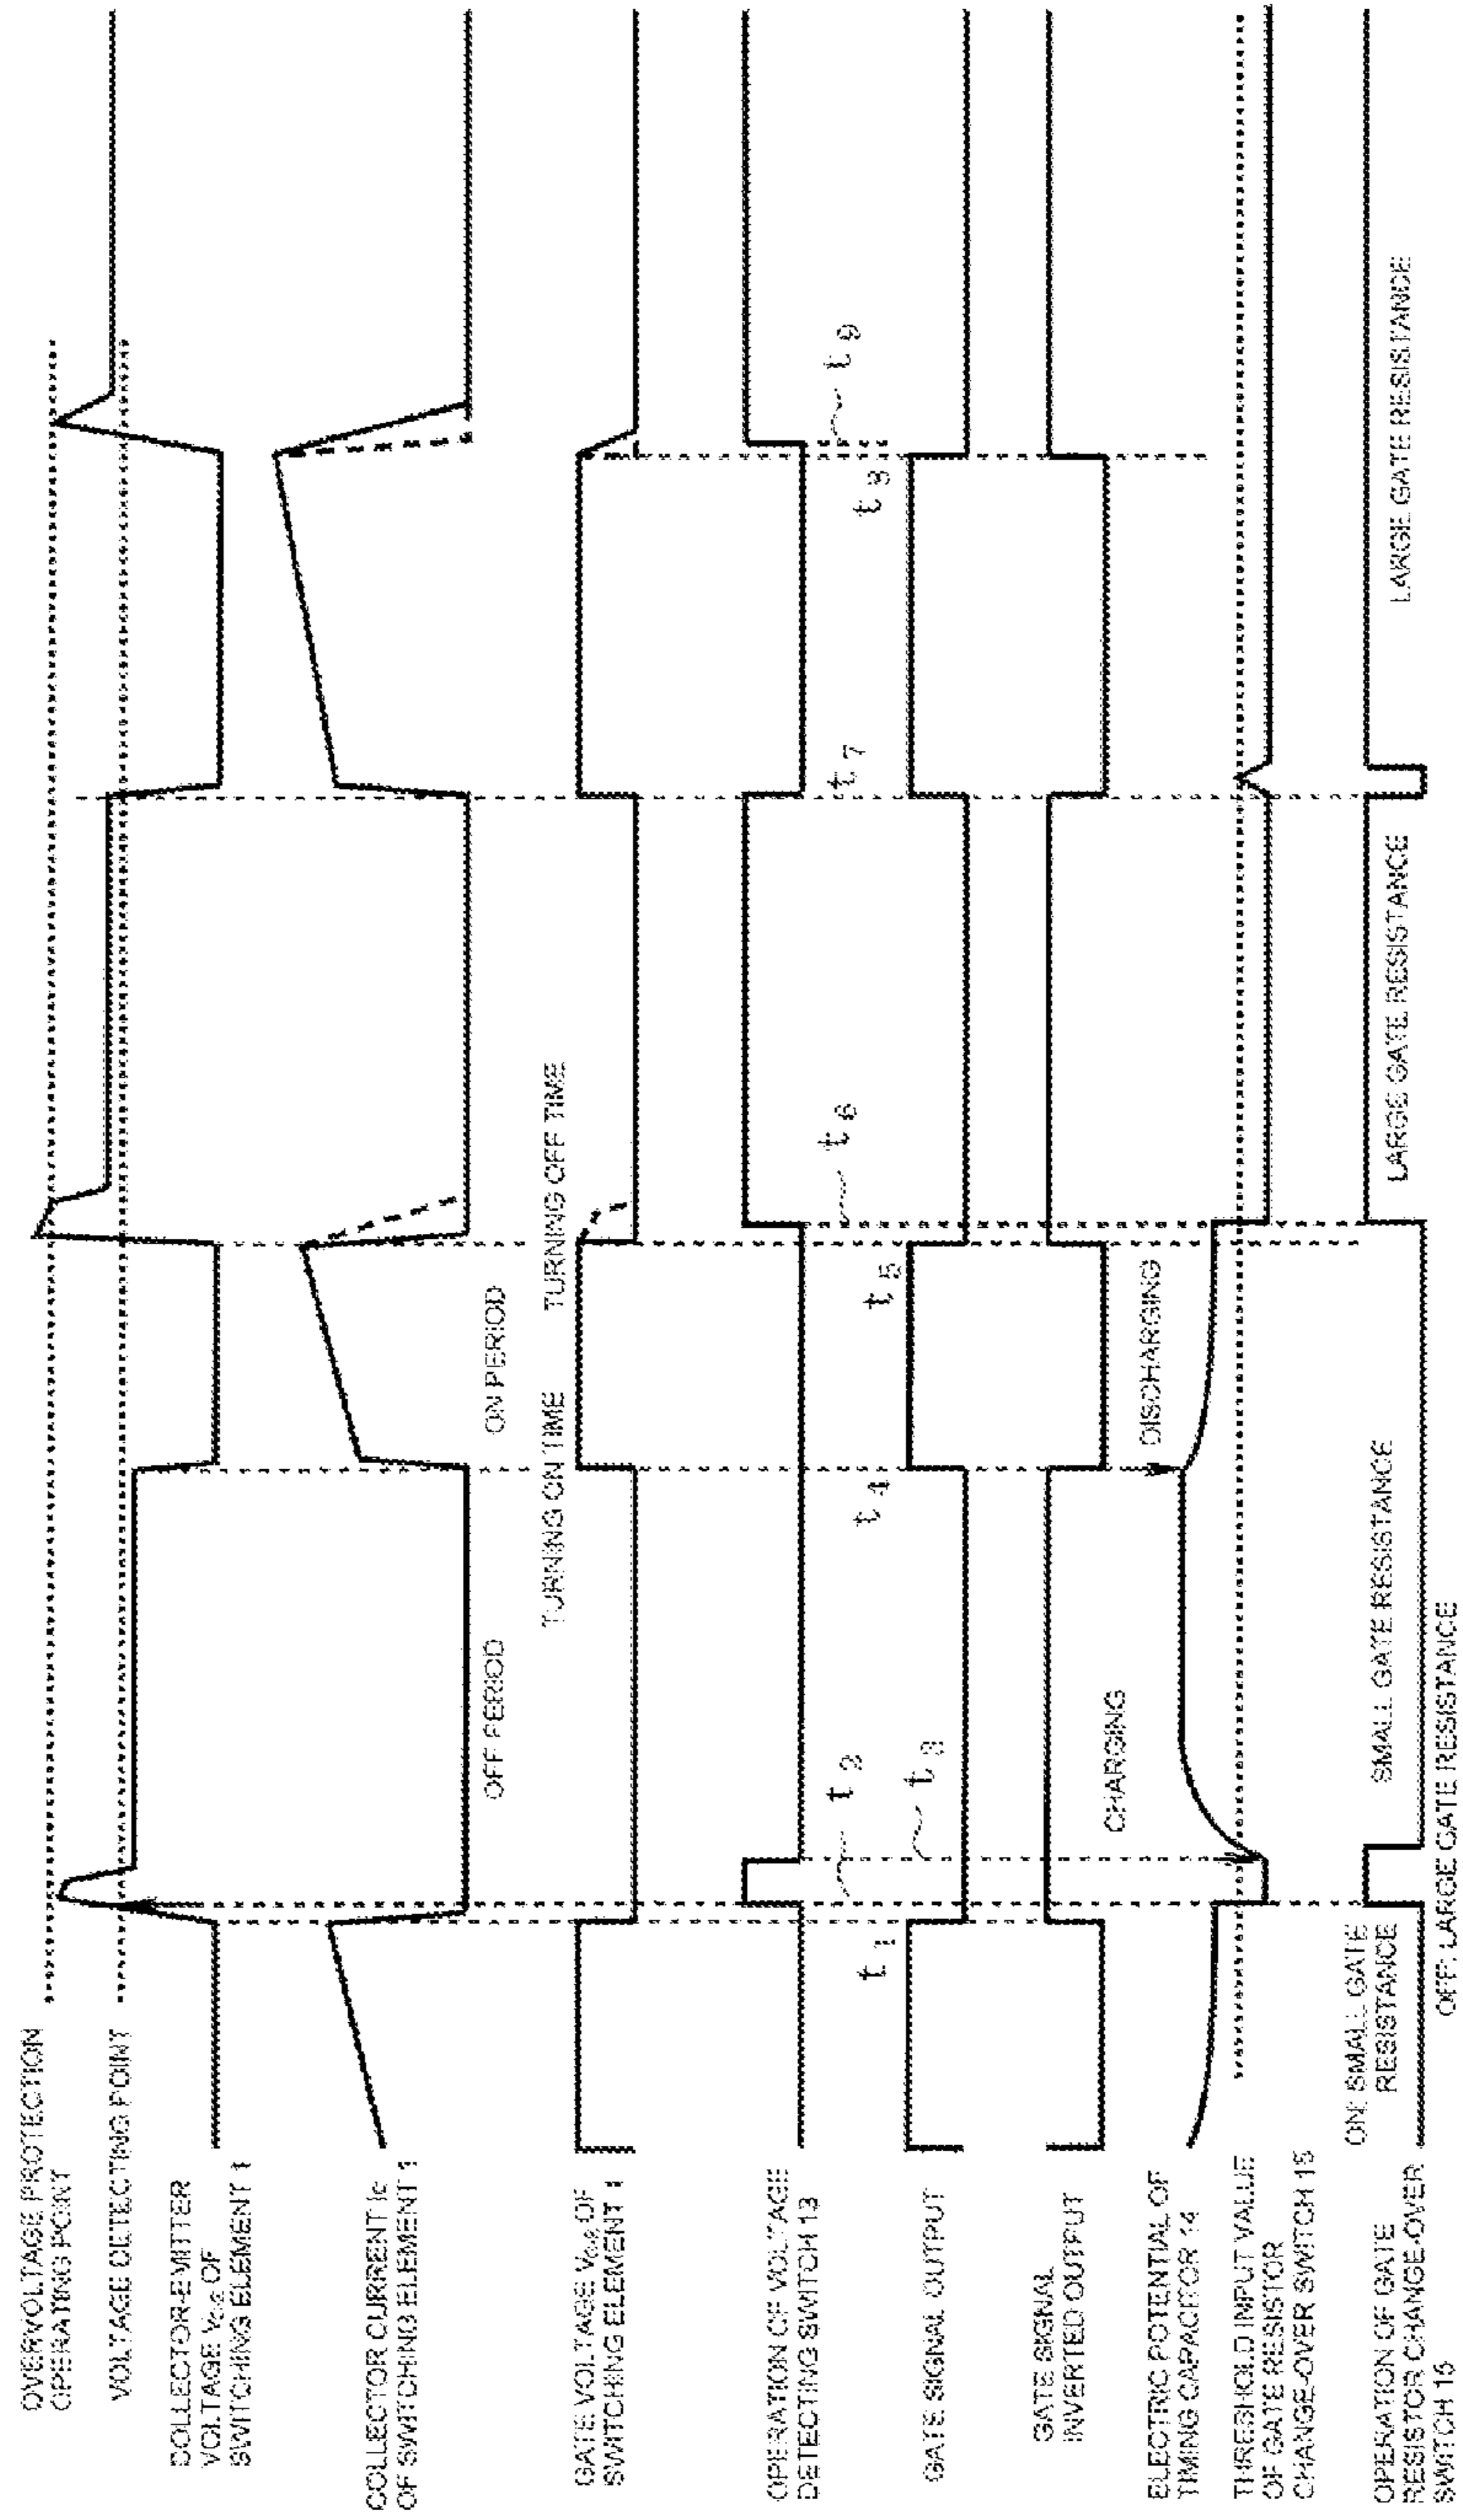 OVERVOLTAGE PROTECTION
OPERATING POINT
VOLTAGE DETECTING POINT
COLLECTOR-EMITTER
VOLTAGE Vce OF
SWITCHING ELEMENT 1
COLLECTOR CURRENT Ic
OF SWITCHING ELEMENT 1
OFF PERIOD
ON PERIOD
TURNING ON TIME
TURNING OFF TIME
GATE VOLTAGE OF
SWITCHING ELEMENT 1
OPERATION OF VOLTAGE
DETECTING SWITCH 13
t1
t2
t3
t4
t5
t6
t7
t8
t9
GATE SIGNAL OUTPUT
GATE SIGNAL
INVERTED OUTPUT
CHARGING
DISCHARGING
ELECTRIC POTENTIAL OF
TIMING CAPACITOR 14
THRESHOLD INPUT VALUE
OF GATE RESISTOR
CHANGE-OVER SWITCH 15
ON: SMALL GATE
RESISTANCE
SMALL GATE RESISTANCE
LARGE GATE RESISTANCE
LARGE GATE RESISTANCE
OPERATION OF GATE
RESISTOR CHANGE-OVER
SWITCH 15
OFF: LARGE GATE RESISTANCE